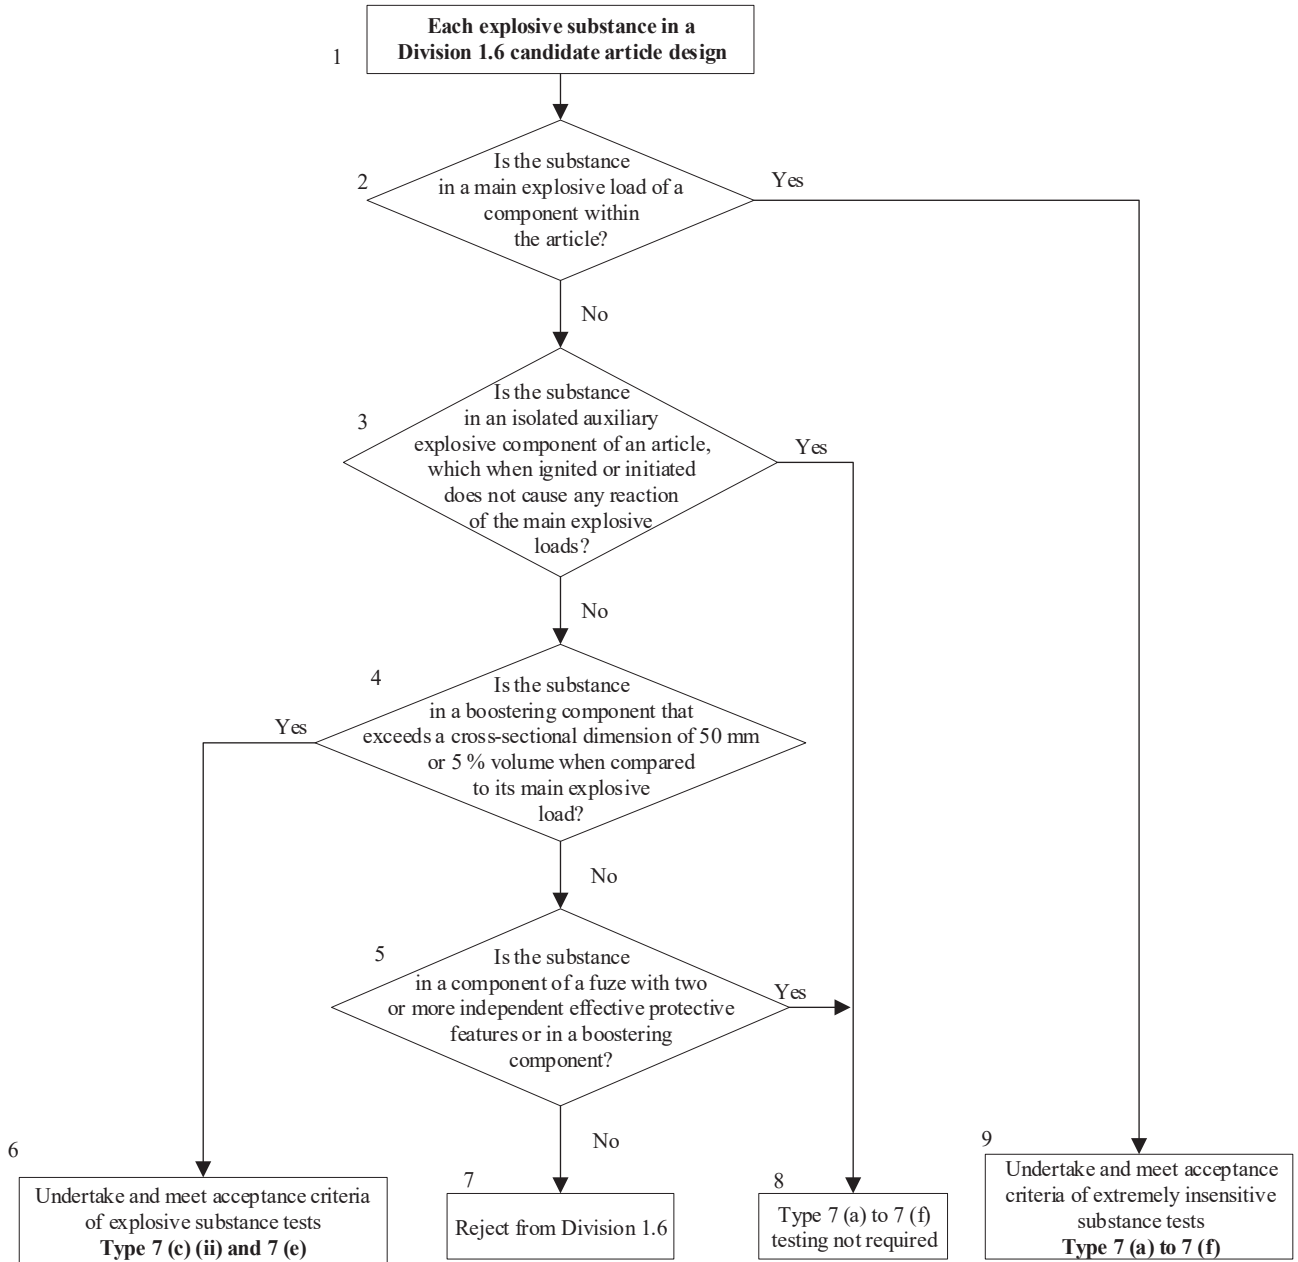 1
Each explosive substance in a
Division 1.6 candidate article design
2
Is the substance
in a main explosive load of a
component within
the article?
Yes
No
3
Is the substance
in an isolated auxiliary
explosive component of an article,
which when ignited or initiated
does not cause any reaction
of the main explosive
loads?
Yes
No
4
Is the substance
in a boostering component that
exceeds a cross-sectional dimension of 50 mm
or 5 % volume when compared
to its main explosive
load?
Yes
No
5
Is the substance
in a component of a fuze with two
or more independent effective protective
features or in a boostering
component?
Yes
No
6
Undertake and meet acceptance criteria
of explosive substance tests
Type 7 (c) (ii) and 7 (e)
7
Reject from Division 1.6
8
Type 7 (a) to 7 (f)
testing not required
9
Undertake and meet acceptance
criteria of extremely insensitive
substance tests
Type 7 (a) to 7 (f)